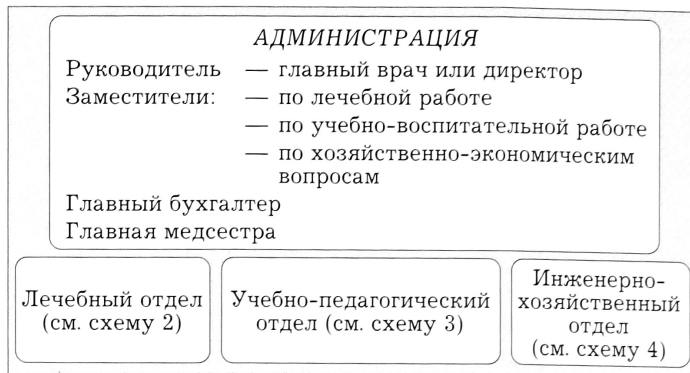 АДМИНИСТРАЦИЯ
Руководитель — главный врач или директор
Заместители: — по лечебной работе
— по учебно-воспитательной работе
— по хозяйственно-экономическим
вопросам
Главный бухгалтер
Главная медсестра
Лечебный отдел
(см. схему 2)
Учебно-педагогический
отдел (см. схему 3)
Инженерно-
хозяйственный
отдел
(см. схему 4)